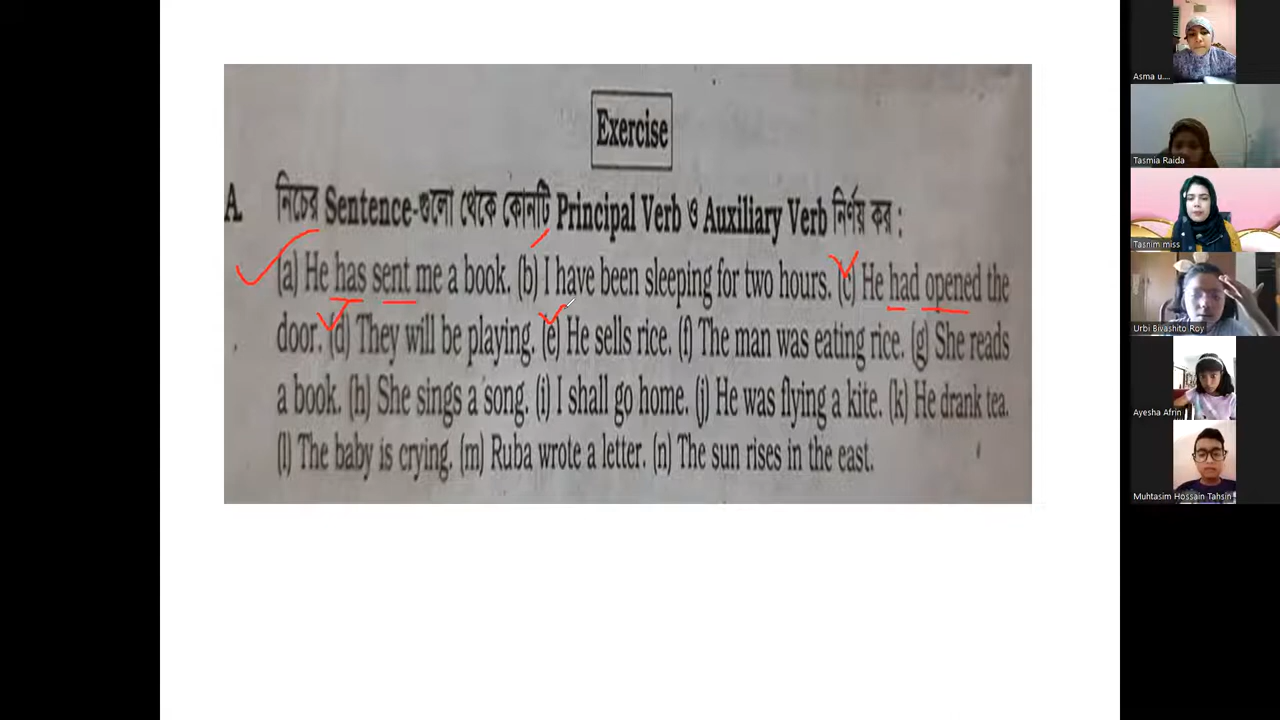 Exercise
A. নিচের Sentence-গুলো থেকে কোনটি Principal Verb ও Auxiliary Verb নির্ণয় কর :
(a) He has sent me a book. (b) I have been sleeping for two hours. (c) He had opened the
door. (d) They will be playing. (e) He sells rice. (f) The man was eating rice. (g) She reads
a book. (h) She sings a song. (i) I shall go home. (j) He was flying a kite. (k) He drank tea.
(l) The baby is crying. (m) Ruba wrote a letter. (n) The sun rises in the east.
Asma u....
Tasmia Raida
Tasnim miss
Urbi Bivashito Roy
Ayesha Afrin
Muhtasim Hossain Tahsin